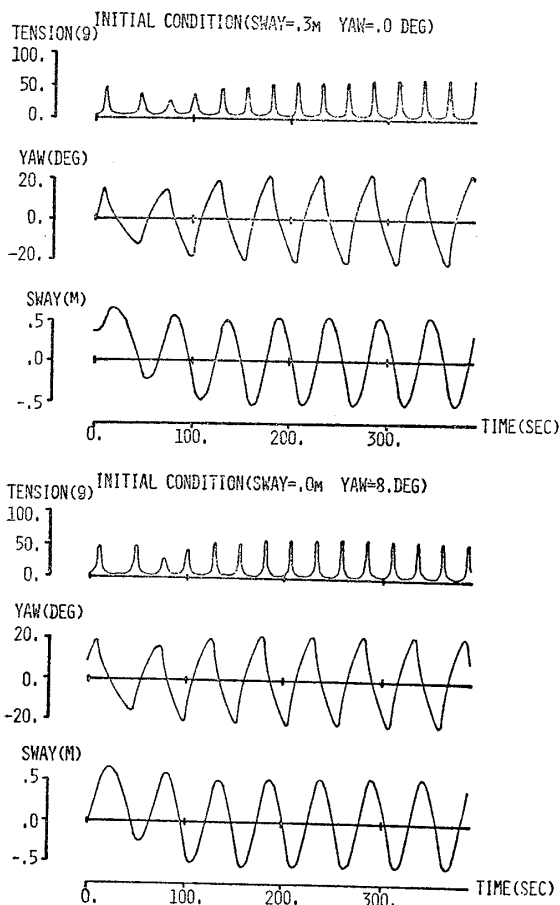 INITIAL CONDITION(SWAY=.3M YAW=.0 DEG)
TENSION(9)
100.
50.
0.
YAW(DEG)
20.
0.
-20.
SWAY(M)
.5
.0
-.5
0. 100. 200. 300. TIME(SEC)
INITIAL CONDITION(SWAY=.0M YAW=8.DEG)
TENSION(9)
100.
50.
0.
YAW(DEG)
20.
0.
-20.
SWAY(M)
.5
.0
-.5
0. 100. 200. 300. TIME(SEC)